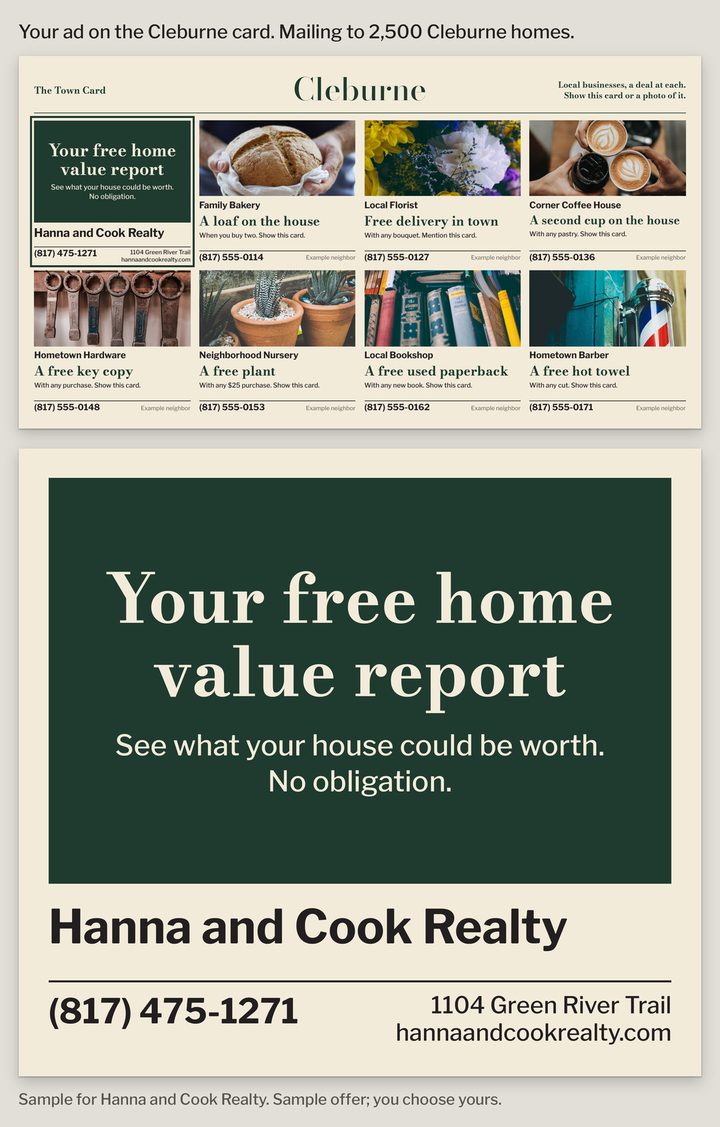 Your ad on the Cleburne card. Mailing to 2,500 Cleburne homes.
The Town Card
Cleburne
Local businesses, a deal at each.
Show this card or a photo of it.
Your free home
value report
See what your house could be worth.
No obligation.
Hanna and Cook Realty
(817) 475-1271
1104 Green River Trail
hannaandcookrealty.com
Family Bakery
A loaf on the house
When you buy two. Show this card.
(817) 555-0114
Example neighbor
Local Florist
Free delivery in town
With any bouquet. Mention this card.
(817) 555-0127
Example neighbor
Corner Coffee House
A second cup on the house
With any pastry. Show this card.
(817) 555-0136
Example neighbor
Hometown Hardware
A free key copy
With any purchase. Show this card.
(817) 555-0148
Example neighbor
Neighborhood Nursery
A free plant
With any $25 purchase. Show this card.
(817) 555-0153
Example neighbor
Local Bookshop
A free used paperback
With any new book. Show this card.
(817) 555-0162
Example neighbor
Hometown Barber
A free hot towel
With any cut. Show this card.
(817) 555-0171
Example neighbor
Your free home
value report
See what your house could be worth.
No obligation.
Hanna and Cook Realty
(817) 475-1271
1104 Green River Trail
hannaandcookrealty.com
Sample for Hanna and Cook Realty. Sample offer; you choose yours.